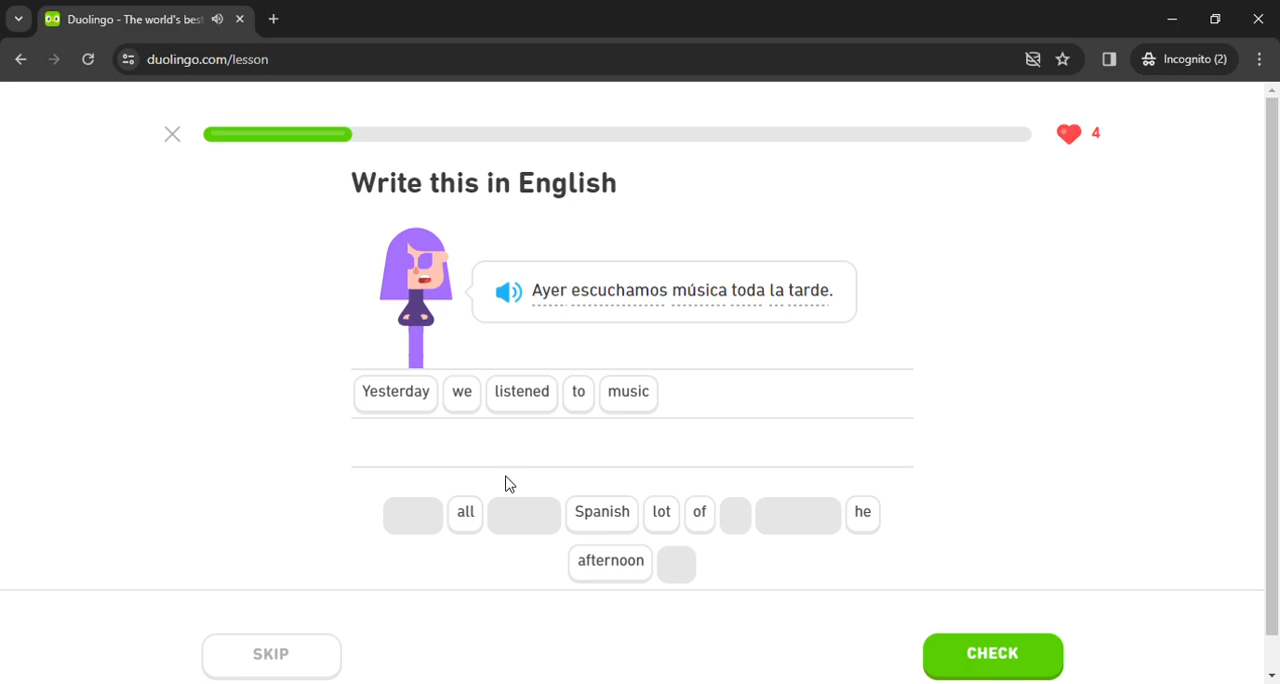 Duolingo - The world's best
duolingo.com/lesson
Incognito (2)
4
Write this in English
Ayer escuchamos música toda la tarde.
Yesterday we listened to music
all Spanish lot of he
afternoon
SKIP
CHECK